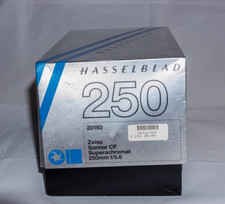 HASSELBLAD
250
20193
Zeiss
Sonnar CF
Superachromat
250mm f/5.6